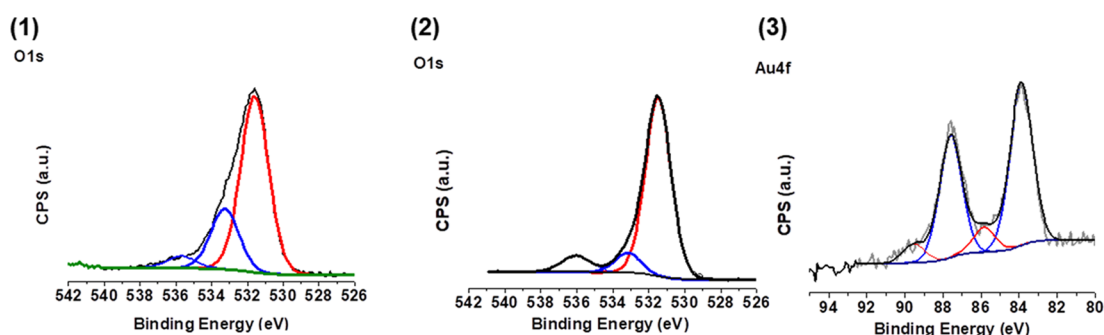 (1)
O1s
CPS (a.u.)
542 540 538 536 534 532 530 528 526
Binding Energy (eV)
(2)
O1s
CPS (a.u.)
542 540 538 536 534 532 530 528 526
Binding Energy (eV)
(3)
Au4f
CPS (a.u.)
94 92 90 88 86 84 82 80
Binding Energy (eV)